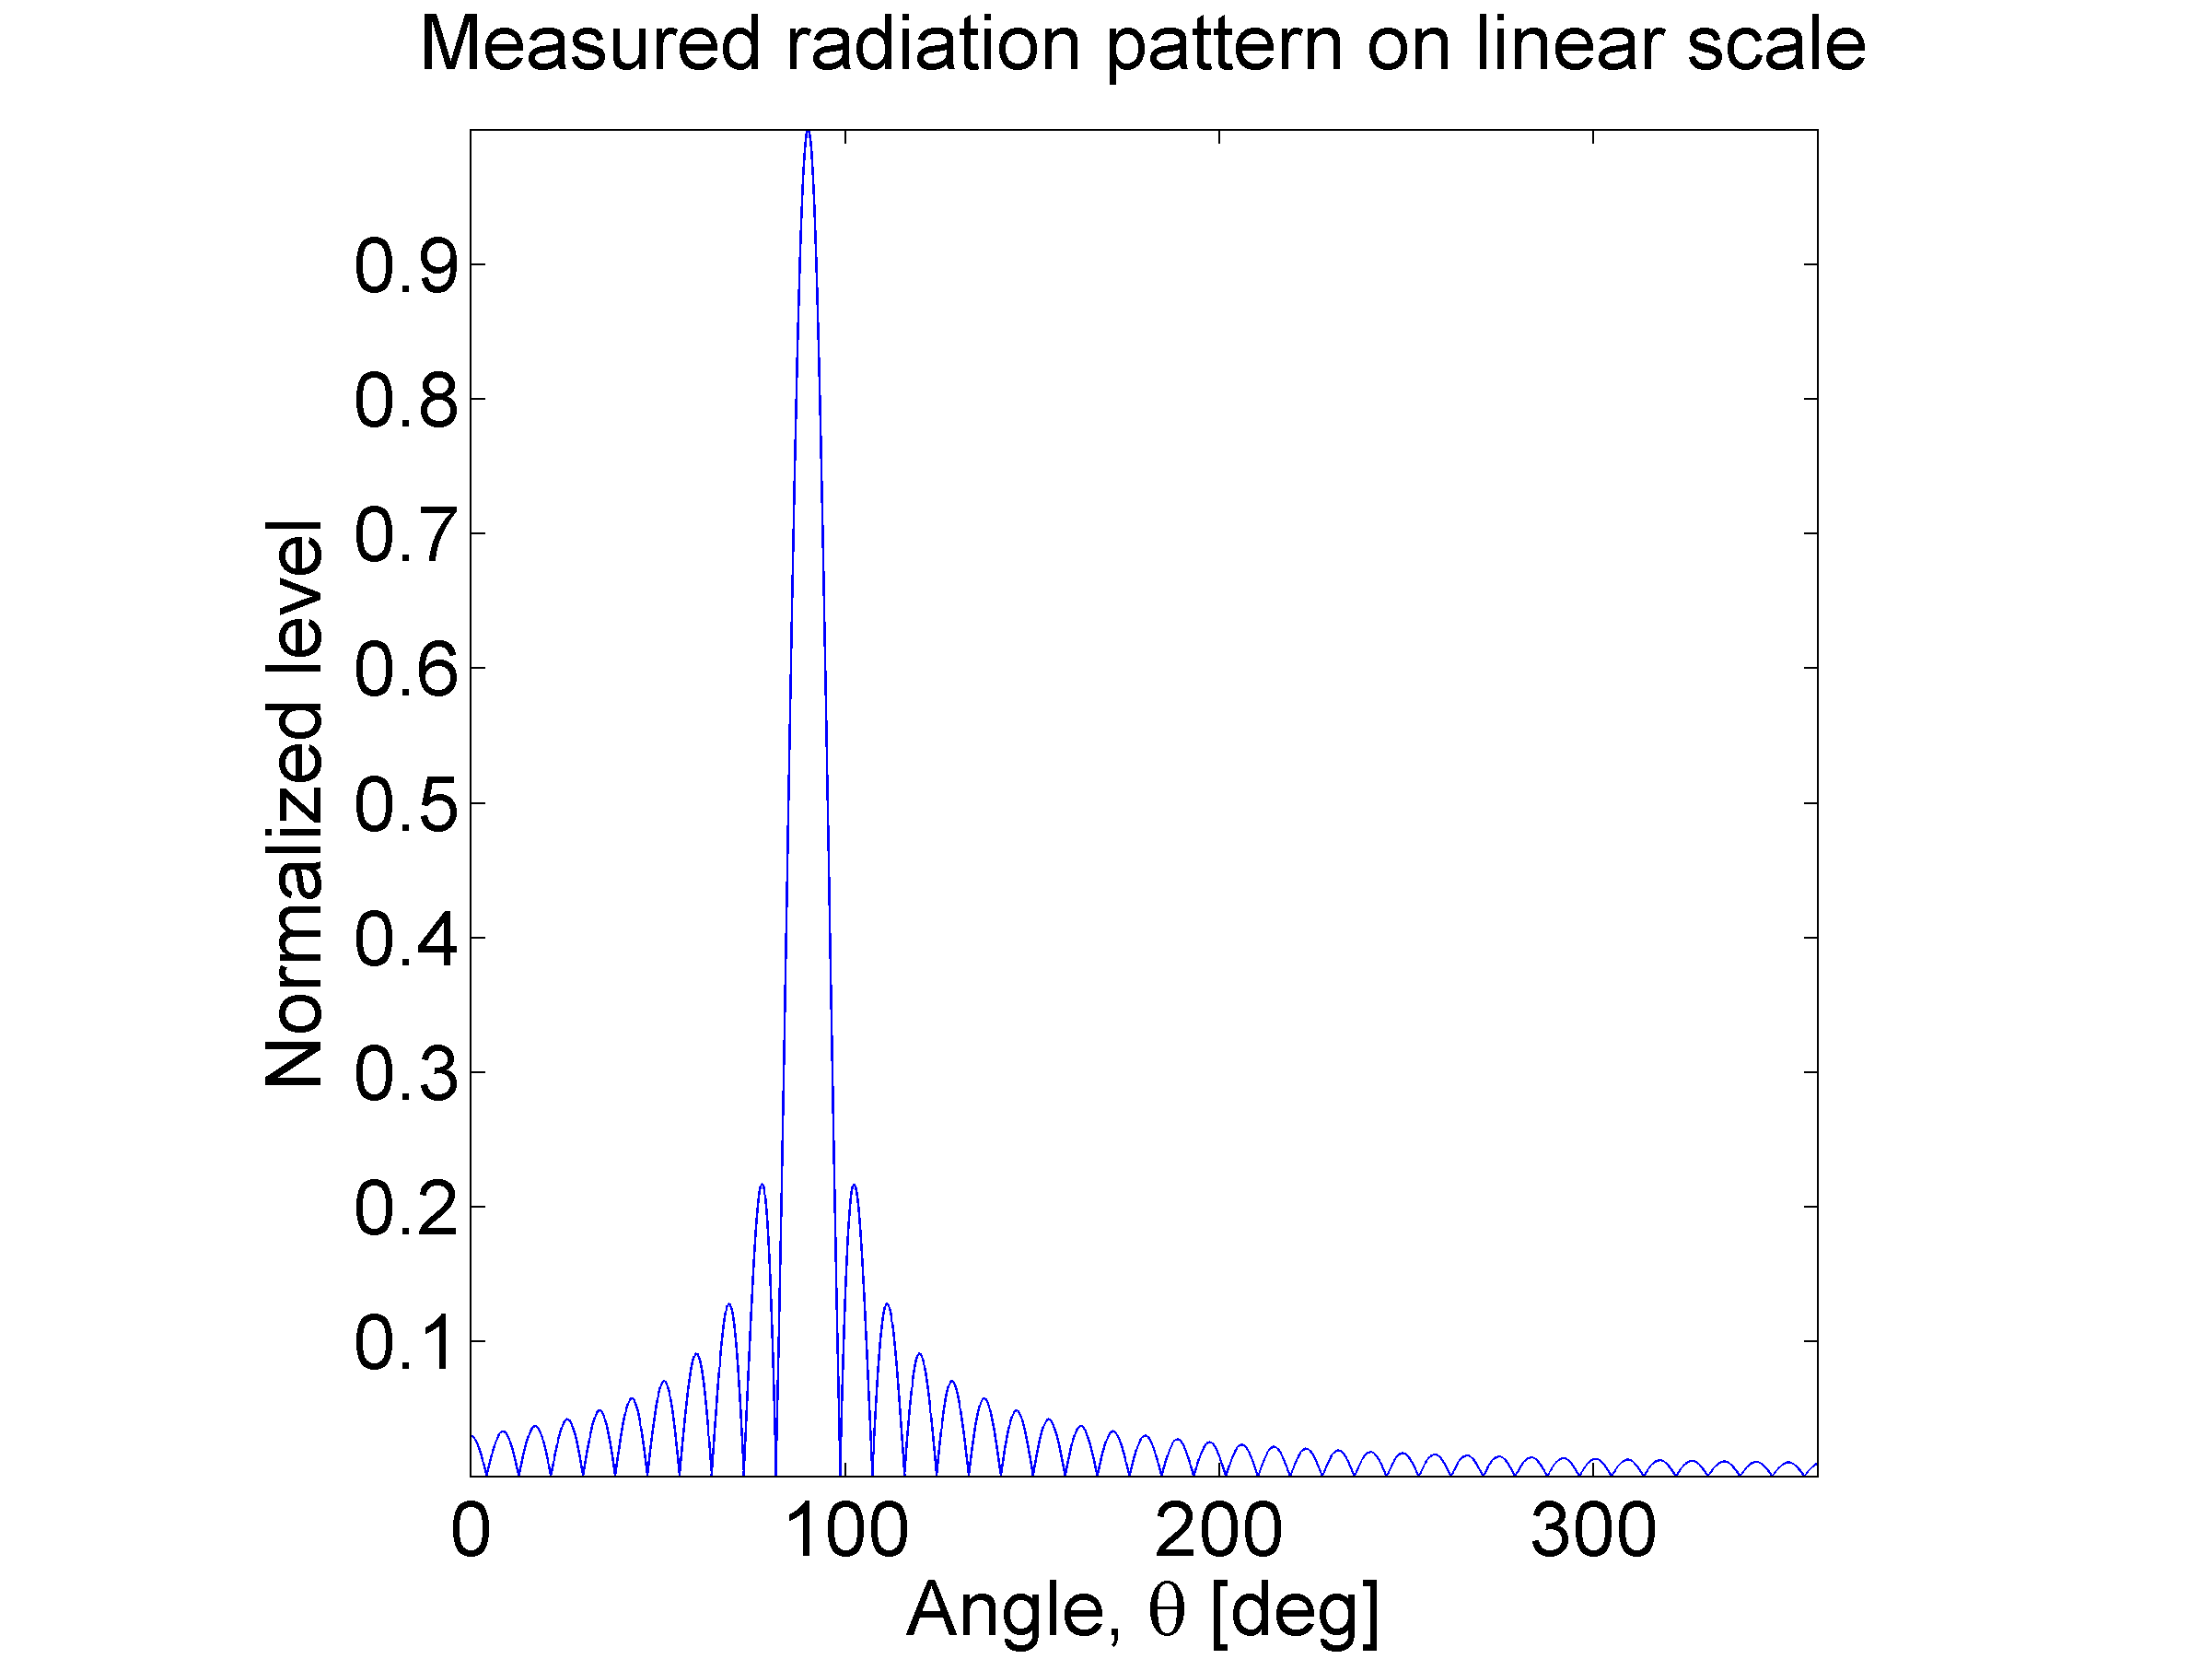 Measured radiation pattern on linear scale
Normalized level
0.9
0.8
0.7
0.6
0.5
0.4
0.3
0.2
0.1
0 100 200 300
Angle, θ [deg]